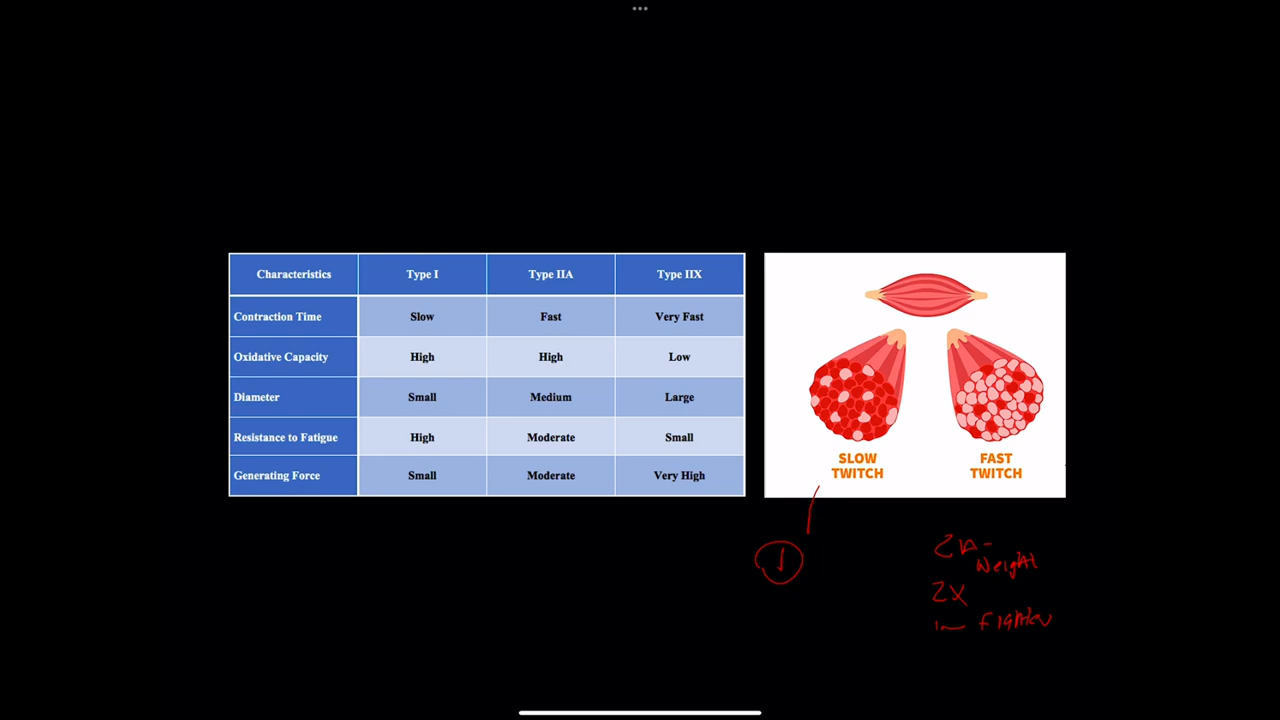 Characteristics Type I Type IIA Type IIX
Contraction Time Slow Fast Very Fast
Oxidative Capacity High High Low
Diameter Small Medium Large
Resistance to Fatigue High Moderate Small
Generating Force Small Moderate Very High
SLOW
TWITCH
FAST
TWITCH
1
Weight
2X
fighter